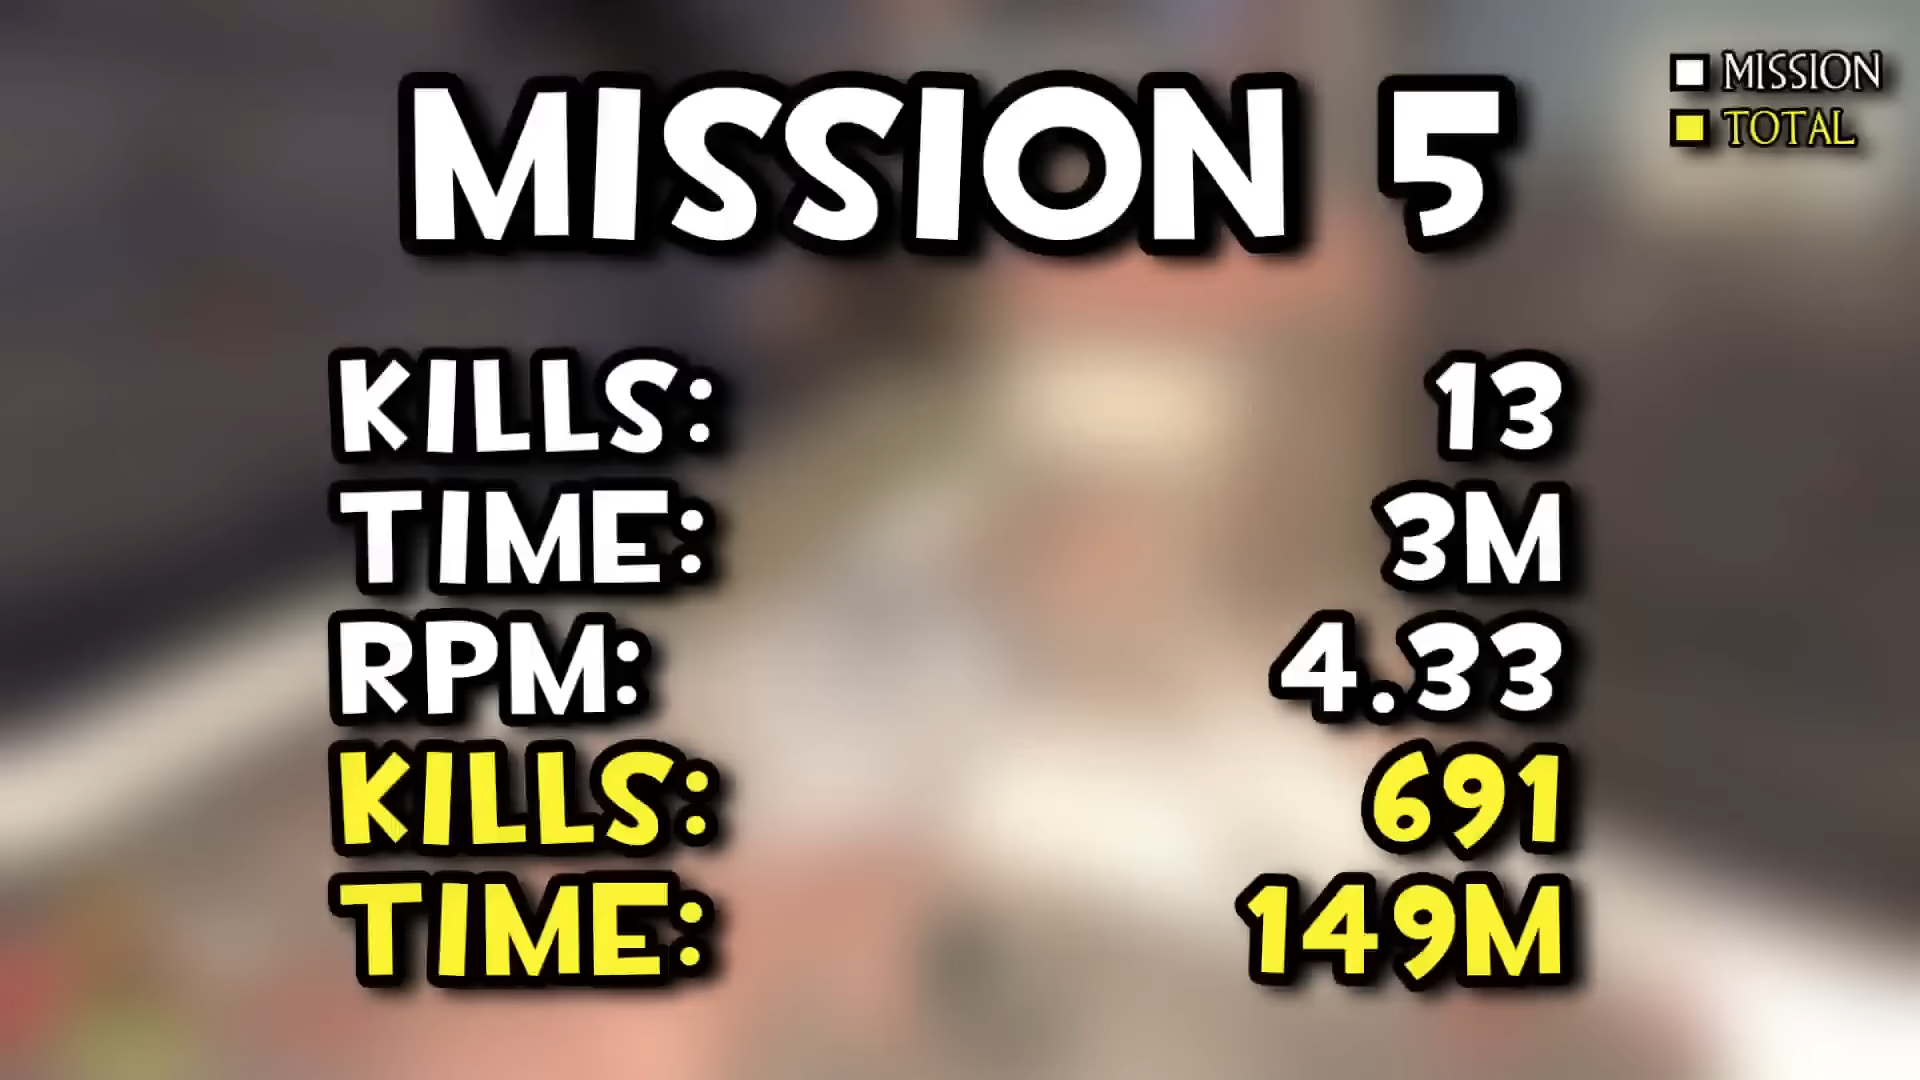 MISSION 5
MISSION
TOTAL
KILLS: 13
TIME: 3M
RPM: 4.33
KILLS: 691
TIME: 149M